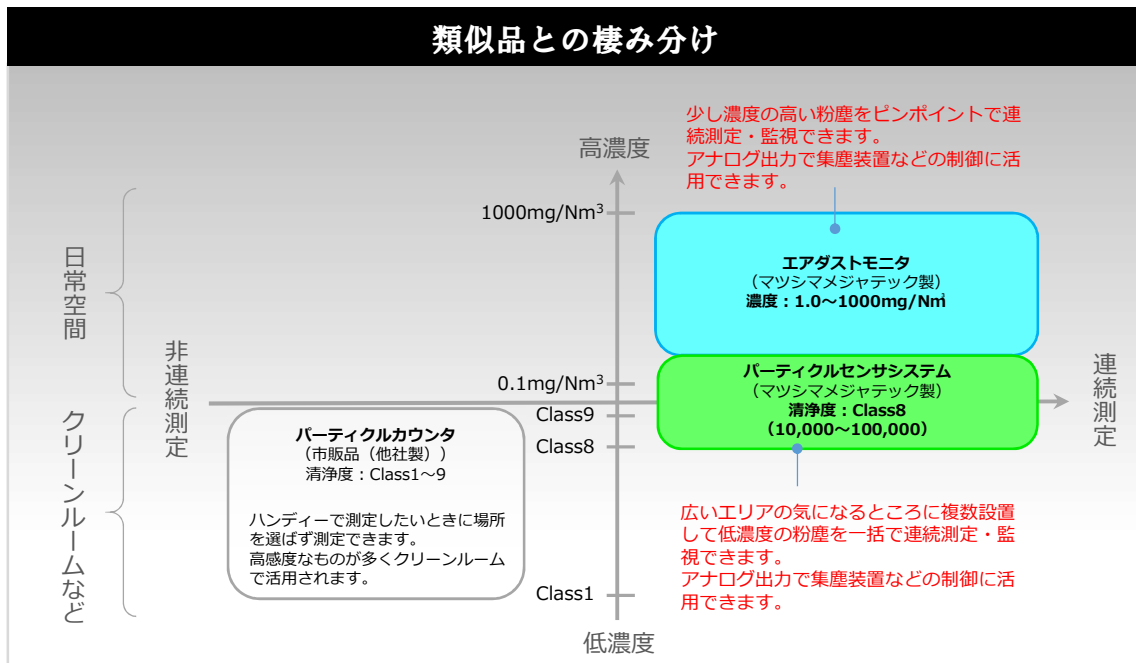 類似品との棲み分け
少し濃度の高い粉塵をピンポイントで連
続測定・監視できます。
アナログ出力で集塵装置などの制御に活
用できます。
高濃度
1000mg/Nm³
エアダストモニタ
（マツシマメジャテック製）
濃度：1.0～1000mg/Nm³
日常空間
非連続測定
連続測定
0.1mg/Nm³
パーティクルセンサシステム
（マツシマメジャテック製）
清浄度：Class8
（10,000～100,000）
Class9
Class8
パーティクルカウンタ
（市販品（他社製））
清浄度：Class1～9
ハンディーで測定したいときに場所
を選ばず測定できます。
高感度なものが多くクリーンルーム
で活用されます。
クリーンルームなど
広いエリアの気になるところに複数設置
して低濃度の粉塵を一括で連続測定・監
視できます。
アナログ出力で集塵装置などの制御に活
用できます。
Class1
低濃度